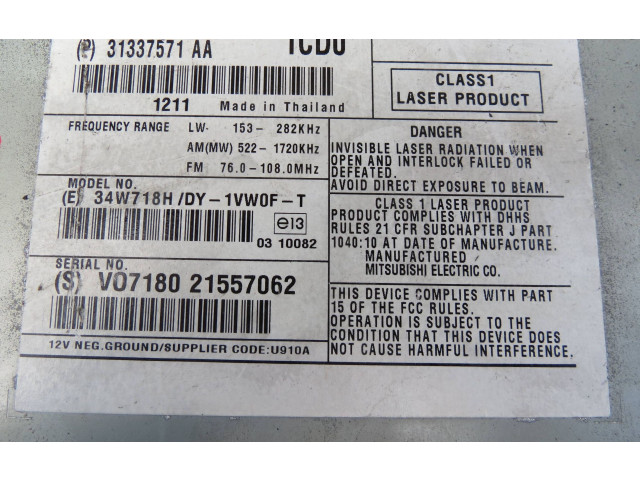 (P) 31337571 AA
1CD0
1211 Made in Thailand
CLASS1
LASER PRODUCT
FREQUENCY RANGE LW- 153- 282KHz
AM(MW) 522-1720KHz
FM 76.0-108.0MHz
MODEL NO.
(E) 34W718H/DY-1VW0F-T
e13
03 10082
SERIAL NO.
(S) VO7180 21557062
12V NEG.GROUND/SUPPLIER CODE:U910A
DANGER
INVISIBLE LASER RADIATION WHEN
OPEN AND INTERLOCK FAILED OR
DEFEATED.
AVOID DIRECT EXPOSURE TO BEAM.
CLASS 1 LASER PRODUCT
PRODUCT COMPLIES WITH DHHS
RULES 21 CFR SUBCHAPTER J PART
1040:10 AT DATE OF MANUFACTURE.
MANUFACTURED
MITSUBISHI ELECTRIC CO.
THIS DEVICE COMPLIES WITH PART
15 OF THE FCC RULES.
OPERATION IS SUBJECT TO THE
CONDITION THAT THIS DEVICE DOES
NOT CAUSE HARMFUL INTERFERENCE.